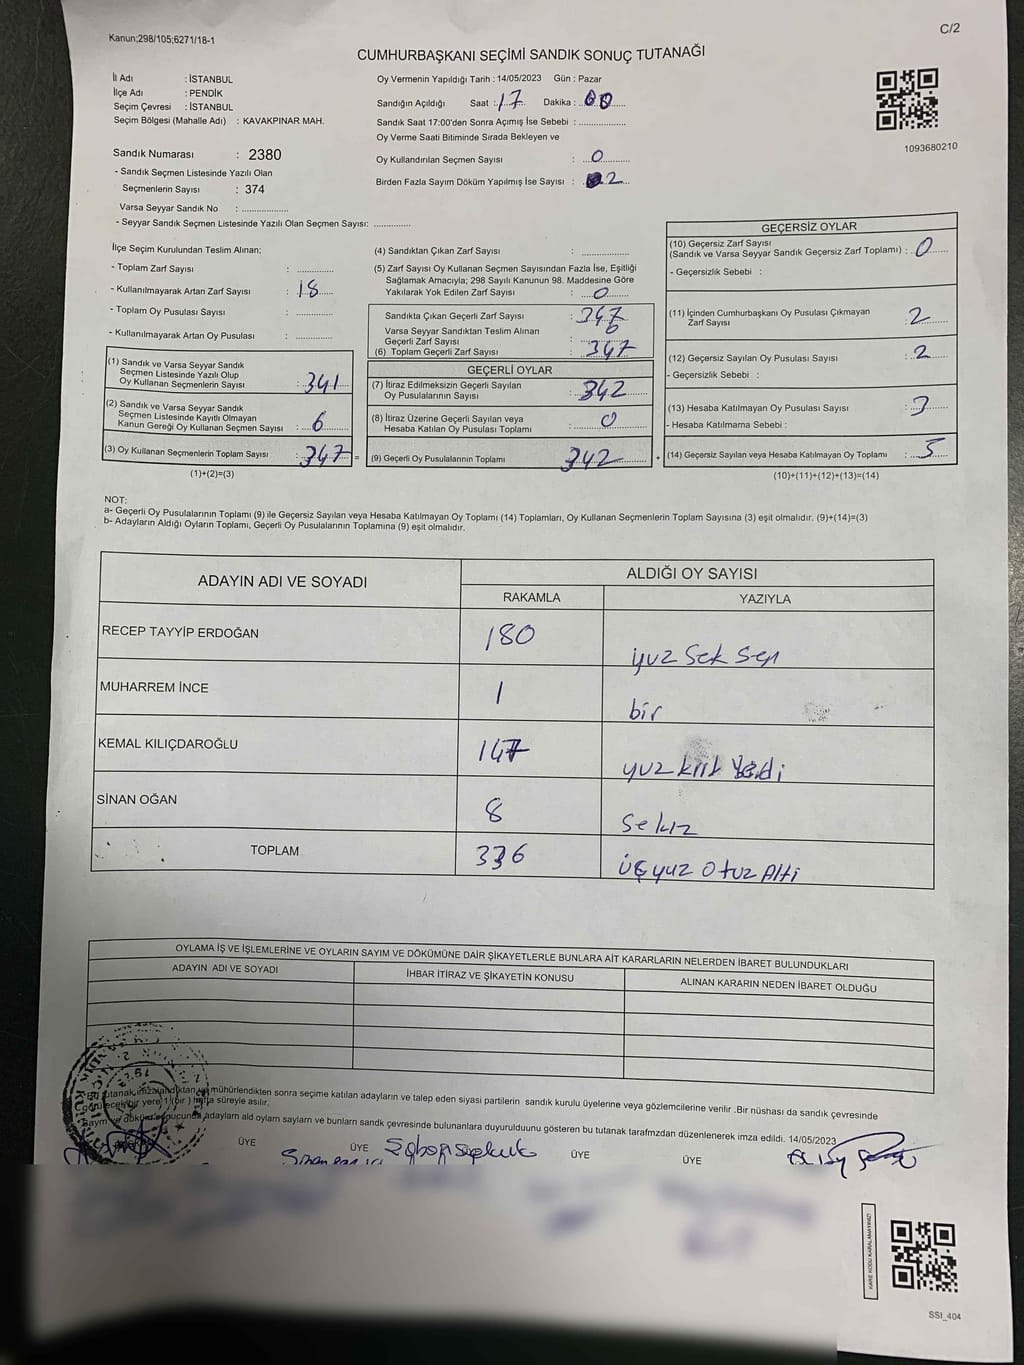 Kanun;298/105;6271/18-1
C/2
CUMHURBAŞKANI SEÇİMİ SANDIK SONUÇ TUTANAĞI
İl Adı : İSTANBUL
İlçe Adı : PENDİK
Seçim Çevresi : İSTANBUL
Seçim Bölgesi (Mahalle Adı) : KAVAKPINAR MAH.
Sandık Numarası : 2380
- Sandık Seçmen Listesinde Yazılı Olan
Seçmenlerin Sayısı : 374
Varsa Seyyar Sandık No : ..................
- Seyyar Sandık Seçmen Listesinde Yazılı Olan Seçmen Sayısı: ..............
Oy Vermenin Yapıldığı Tarih : 14/05/2023 Gün : Pazar
Sandığın Açıldığı Saat : 17 Dakika : 00
Sandık Saat 17:00'den Sonra Açımış İse Sebebi : ..................
Oy Verme Saati Bitiminde Sırada Bekleyen ve
Oy Kullandırılan Seçmen Sayısı : 0
Birden Fazla Sayım Döküm Yapılmış İse Sayısı : 2
1093680210
İlçe Seçim Kurulundan Teslim Alınan;
- Toplam Zarf Sayısı : ..............
- Kullanılmayarak Artan Zarf Sayısı : 18
- Toplam Oy Pusulası Sayısı : ..............
- Kullanılmayarak Artan Oy Pusulası : ..............
(1) Sandık ve Varsa Seyyar Sandık
Seçmen Listesinde Yazılı Olup
Oy Kullanan Seçmenlerin Sayısı : 341
(2) Sandık ve Varsa Seyyar Sandık
Seçmen Listesinde Kayıtlı Olmayan
Kanun Gereği Oy Kullanan Seçmen Sayısı : 6
(3) Oy Kullanan Seçmenlerin Toplam Sayısı : 347 =
(1)+(2)=(3)
(4) Sandıktan Çıkan Zarf Sayısı : ..................
(5) Zarf Sayısı Oy Kullanan Seçmen Sayısından Fazla İse, Eşitliği
Sağlamak Amacıyla; 298 Sayılı Kanunun 98. Maddesine Göre
Yakılarak Yok Edilen Zarf Sayısı : 0
Sandıkta Çıkan Geçerli Zarf Sayısı : 347
Varsa Seyyar Sandıktan Teslim Alınan
Geçerli Zarf Sayısı :
(6) Toplam Geçerli Zarf Sayısı : 347
GEÇERLİ OYLAR
(7) İtiraz Edilmeksizin Geçerli Sayılan
Oy Pusulalarının Sayısı : 342
(8) İtiraz Üzerine Geçerli Sayılan veya
Hesaba Katılan Oy Pusulası Toplamı : 0
(9) Geçerli Oy Pusulalarının Toplamı 342 +
GEÇERSİZ OYLAR
(10) Geçersiz Zarf Sayısı
(Sandık ve Varsa Seyyar Sandık Geçersiz Zarf Toplamı) : 0
- Geçersizlik Sebebi :
(11) İçinden Cumhurbaşkanı Oy Pusulası Çıkmayan
Zarf Sayısı : 2
(12) Geçersiz Sayılan Oy Pusulası Sayısı : 2
- Geçersizlik Sebebi :
(13) Hesaba Katılmayan Oy Pusulası Sayısı :
- Hesaba Katılmama Sebebi :
(14) Geçersiz Sayılan veya Hesaba Katılmayan Oy Toplamı : 5
(10)+(11)+(12)+(13)=(14)
NOT:
a- Geçerli Oy Pusulalarının Toplamı (9) ile Geçersiz Sayılan veya Hesaba Katılmayan Oy Toplamı (14) Toplamları, Oy Kullanan Seçmenlerin Toplam Sayısına (3) eşit olmalıdır. (9)+(14)=(3)
b- Adayların Aldığı Oyların Toplamı, Geçerli Oy Pusulalarının Toplamına (9) eşit olmalıdır.
ADAYIN ADI VE SOYADI
ALDIĞI OY SAYISI
RAKAMLA YAZIYLA
RECEP TAYYİP ERDOĞAN 180 yuz Sek Sen
MUHARREM İNCE 1 bir
KEMAL KILIÇDAROĞLU 147 yuz kırk Yedi
SİNAN OĞAN 8 Sekız
TOPLAM 336 üç yuz Otuz Altı
OYLAMA İŞ VE İŞLEMLERİNE VE OYLARIN SAYIM VE DÖKÜMÜNE DAİR ŞİKAYETLERLE BUNLARA AİT KARARLARIN NELERDEN İBARET BULUNDUKLARI
ADAYIN ADI VE SOYADI İHBAR İTİRAZ VE ŞİKAYETİN KONUSU ALINAN KARARIN NEDEN İBARET OLDUĞU
tutanak imzalandıktan mühürlendikten sonra seçime katılan adayların ve talep eden siyasi partilerin sandık kurulu üyelerine veya gözlemcilerine verilir .Bir nüshası da sandık çevresinde
görülecek bir yere 1 (bir ) hafta süreyle asılır.
Sayım ve döküm sonucunda adayların ald oyların sayların ve bunların sandık çevresinde bulunanlara duyurulduunu gösteren bu tutanak tarafmzdan düzenlenerek imza edildi. 14/05/2023
ÜYE ÜYE ÜYE ÜYE
KARE KODU KARALAMAYINIZ!
SSI_404